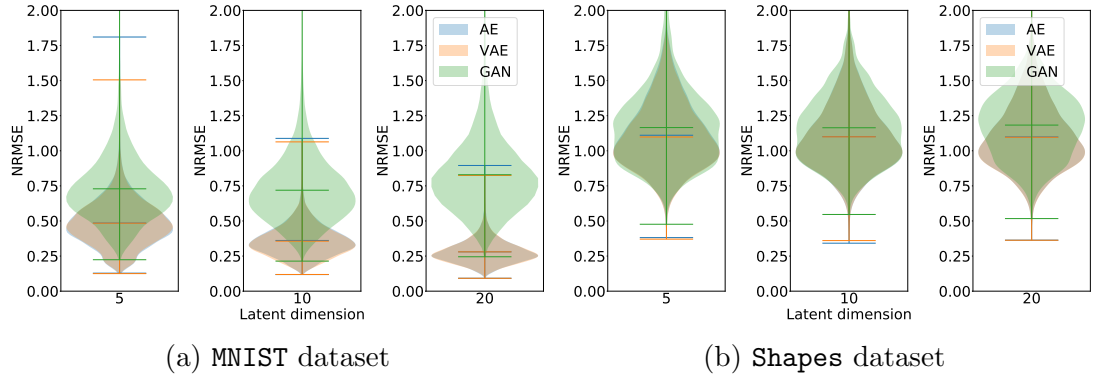 2.00 2.00 2.00 2.00 2.00 2.00
AE AE
1.75 1.75 1.75 1.75 1.75 1.75
VAE VAE
GAN GAN
1.50 1.50 1.50 1.50 1.50 1.50
1.25 1.25 1.25 1.25 1.25 1.25
NRMSE NRMSE NRMSE NRMSE NRMSE NRMSE
1.00 1.00 1.00 1.00 1.00 1.00
0.75 0.75 0.75 0.75 0.75 0.75
0.50 0.50 0.50 0.50 0.50 0.50
0.25 0.25 0.25 0.25 0.25 0.25
0.00 0.00 0.00 0.00 0.00 0.00
5 10 20 5 10 20
Latent dimension Latent dimension
(a) MNIST dataset (b) Shapes dataset